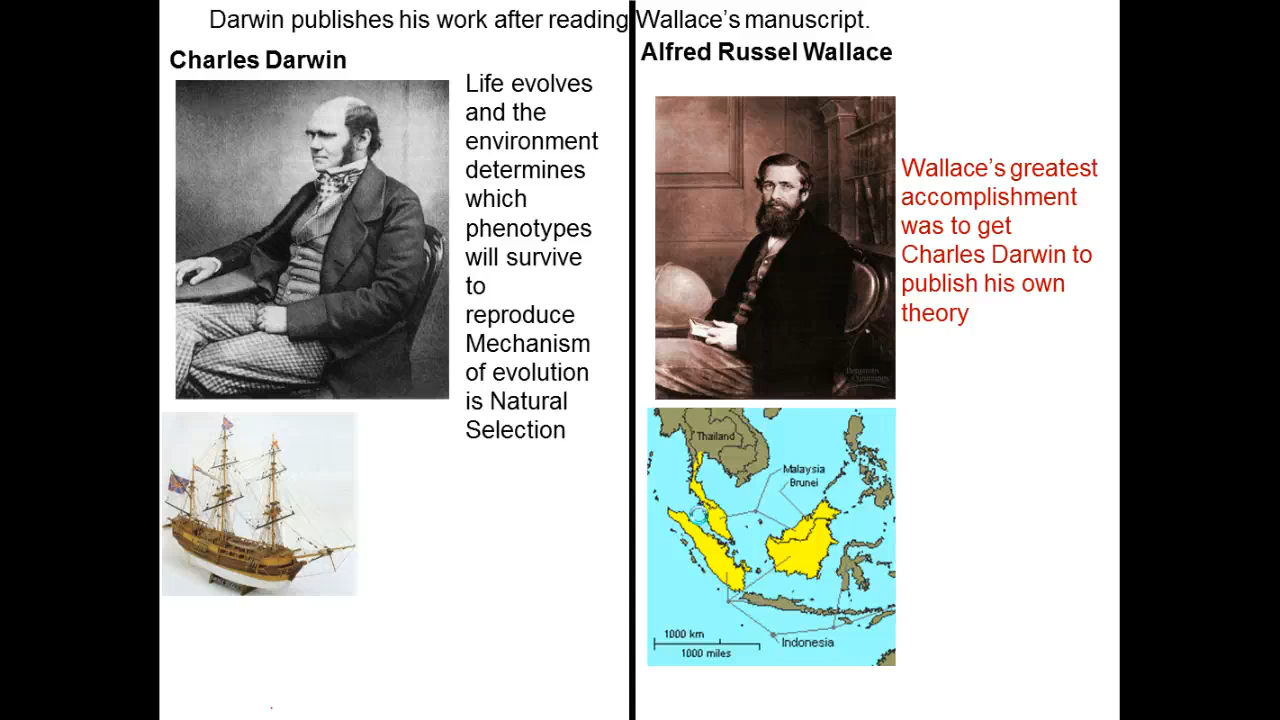 Darwin publishes his work after reading Wallace's manuscript.
Charles Darwin
Life evolves
and the
environment
determines
which
phenotypes
will survive
to
reproduce
Mechanism
of evolution
is Natural
Selection
Alfred Russel Wallace
Wallace's greatest
accomplishment
was to get
Charles Darwin to
publish his own
theory
Benjamin
Cummings
Thailand
Malaysia
Brunei
1000 km
1000 miles
Indonesia